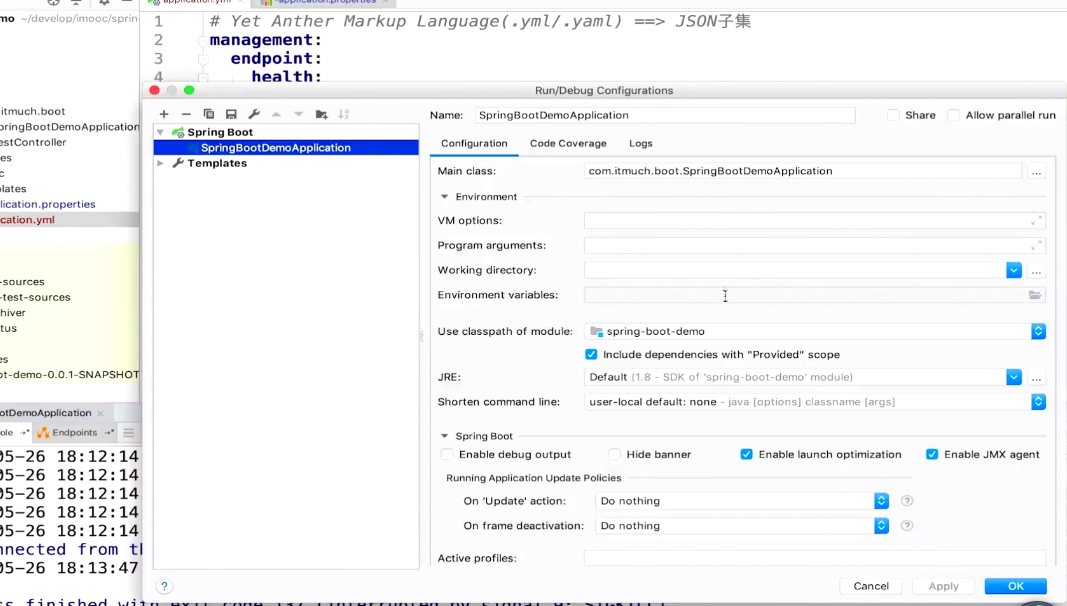 mo ~/develop/imooc/sprin
application.yml
application.properties
1 # Yet Anther Markup Language(.yml/.yaml) ==> JSON子集
2 management:
3 endpoint:
4 health:
itmuch.boot
pringBootDemoApplication
estController
es
c
plates
lication.properties
cation.yml
-sources
-test-sources
hiver
tus
es
ot-demo-0.0.1-SNAPSHOT
otDemoApplication
ole
Endpoints
05-26 18:12:14
05-26 18:12:14
05-26 18:12:14
05-26 18:12:14
05-26 18:12:14
nnected from th
05-26 18:13:47
Run/Debug Configurations
Spring Boot
SpringBootDemoApplication
Templates
Name: SpringBootDemoApplication
Share
Allow parallel run
Configuration Code Coverage Logs
Main class: com.itmuch.boot.SpringBootDemoApplication ...
Environment
VM options:
Program arguments:
Working directory: ...
Environment variables:
Use classpath of module: spring-boot-demo
Include dependencies with "Provided" scope
JRE: Default (1.8 - SDK of 'spring-boot-demo' module) ...
Shorten command line: user-local default: none - java [options] classname [args]
Spring Boot
Enable debug output Hide banner Enable launch optimization Enable JMX agent
Running Application Update Policies
On 'Update' action: Do nothing ?
On frame deactivation: Do nothing ?
Active profiles:
? Cancel Apply OK